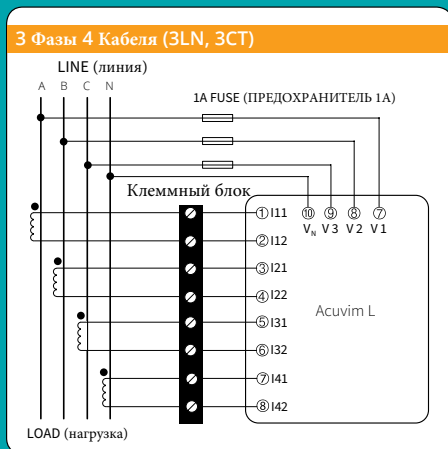 3 Фазы 4 Кабеля (3LN, 3CT)
LINE (линия)
A B C N
1A FUSE (ПРЕДОХРАНИТЕЛЬ 1А)
Клеммный блок
① I11
⑩ ⑨ ⑧ ⑦
VN V3 V2 V1
② I12
③ I21
④ I22
Acuvim L
⑤ I31
⑥ I32
⑦ I41
⑧ I42
LOAD (нагрузка)